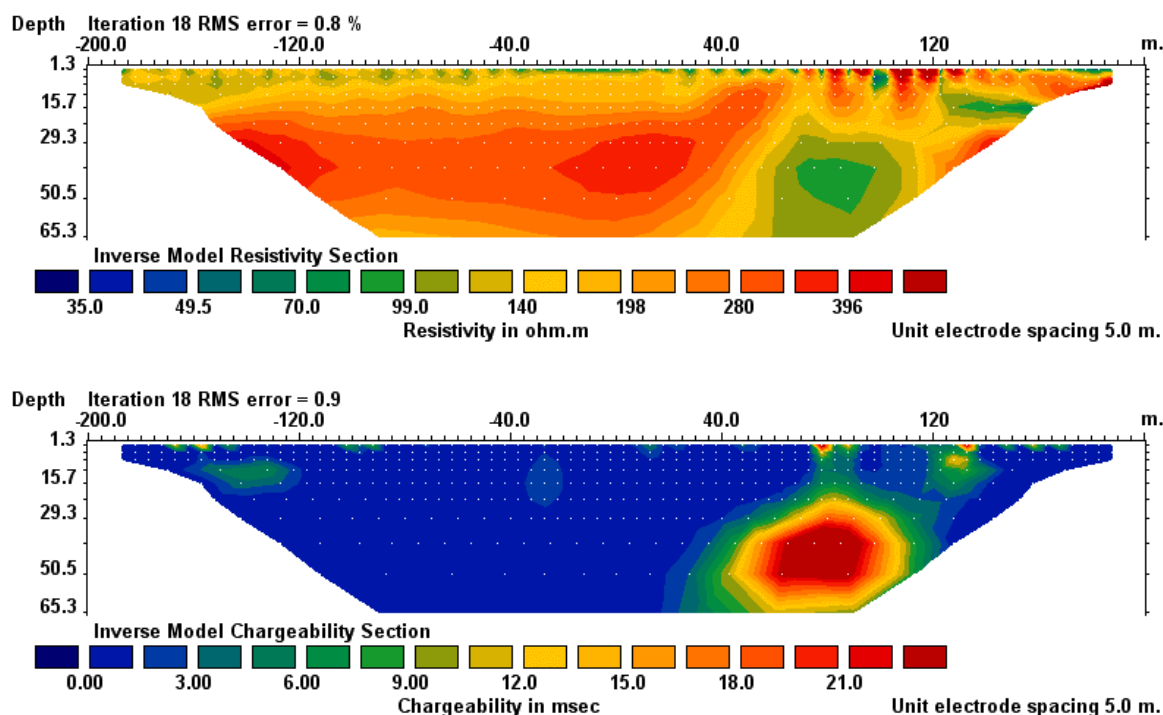 Depth Iteration 18 RMS error = 0.8 %
-200.0 -120.0 -40.0 40.0 120 m.
1.3
15.7
29.3
50.5
65.3
Inverse Model Resistivity Section
35.0 49.5 70.0 99.0 140 198 280 396
Resistivity in ohm.m Unit electrode spacing 5.0 m.
Depth Iteration 18 RMS error = 0.9
-200.0 -120.0 -40.0 40.0 120 m.
1.3
15.7
29.3
50.5
65.3
Inverse Model Chargeability Section
0.00 3.00 6.00 9.00 12.0 15.0 18.0 21.0
Chargeability in msec Unit electrode spacing 5.0 m.